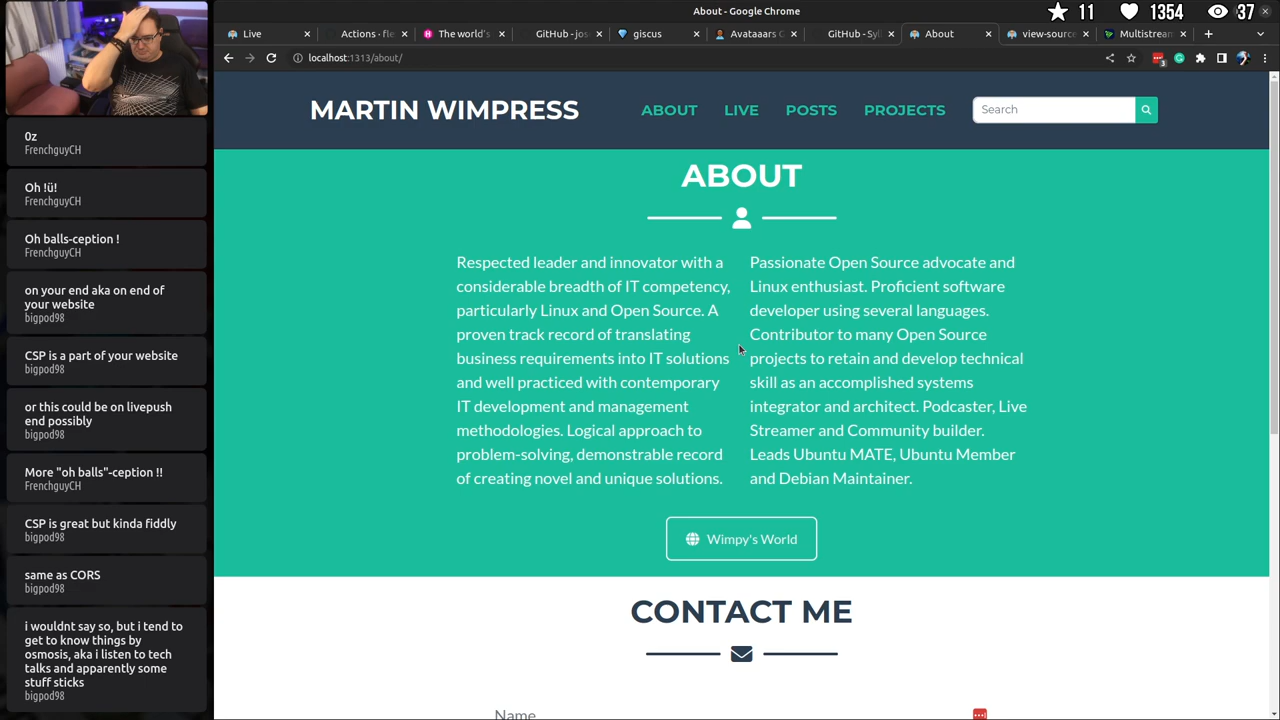 About - Google Chrome
11
1354
37
Live
Actions · fle
The world's
GitHub - jos
giscus
Avataaars G
GitHub - Syl
About
view-source
Multistream
localhost:1313/about/
MARTIN WIMPRESS
ABOUT
LIVE
POSTS
PROJECTS
Search
0z
FrenchguyCH
Oh !ü!
FrenchguyCH
Oh balls-ception !
FrenchguyCH
on your end aka on end of
your website
bigpod98
CSP is a part of your website
bigpod98
or this could be on livepush
end possibly
bigpod98
More "oh balls"-ception !!
FrenchguyCH
CSP is great but kinda fiddly
bigpod98
same as CORS
bigpod98
i wouldnt say so, but i tend to
get to know things by
osmosis, aka i listen to tech
talks and apparently some
stuff sticks
bigpod98
ABOUT
Respected leader and innovator with a
considerable breadth of IT competency,
particularly Linux and Open Source. A
proven track record of translating
business requirements into IT solutions
and well practiced with contemporary
IT development and management
methodologies. Logical approach to
problem-solving, demonstrable record
of creating novel and unique solutions.
Passionate Open Source advocate and
Linux enthusiast. Proficient software
developer using several languages.
Contributor to many Open Source
projects to retain and develop technical
skill as an accomplished systems
integrator and architect. Podcaster, Live
Streamer and Community builder.
Leads Ubuntu MATE, Ubuntu Member
and Debian Maintainer.
Wimpy's World
CONTACT ME
Name